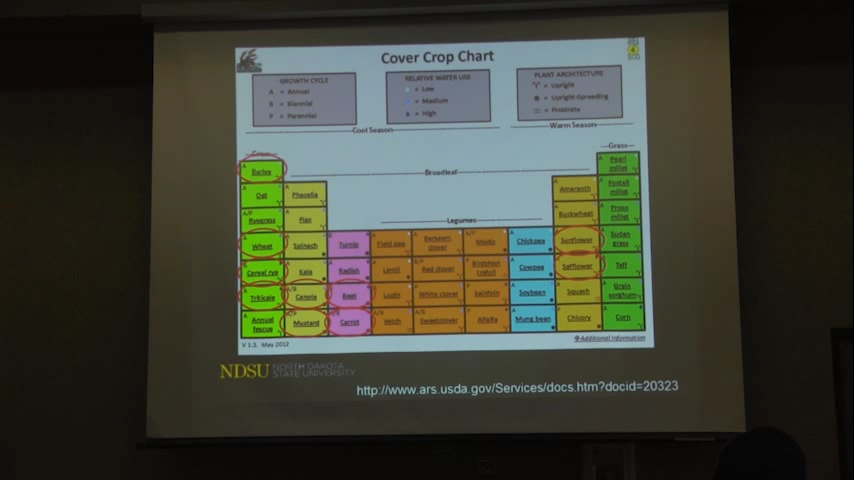 Cover Crop Chart
GROWTH CYCLE
A = Annual
B = Biennial
P = Perennial
RELATIVE WATER USE
= Low
= Medium
= High
PLANT ARCHITECTURE
= Upright
= Upright-Spreading
= Prostrate
Cool Season
Warm Season
Grass
Broadleaf
Legumes
Barley
Pearl millet
Oat
Phacelia
Amaranth
Foxtail millet
Ryegrass
Flax
Buckwheat
Proso millet
Wheat
Spinach
Turnip
Field pea
Berseem clover
Medic
Chickpea
Sunflower
Sudan grass
Cereal rye
Kale
Radish
Lentil
Red clover
Birdsfoot trefoil
Cowpea
Safflower
Teff
Triticale
Canola
Beet
Lupin
White clover
Sainfoin
Soybean
Squash
Grain sorghum
Annual fescue
Mustard
Carrot
Vetch
Sweetclover
Alfalfa
Mung bean
Chicory
Corn
V 1.3. May 2012
Additional Information
NDSU NORTH DAKOTA
STATE UNIVERSITY
http://www.ars.usda.gov/Services/docs.htm?docid=20323